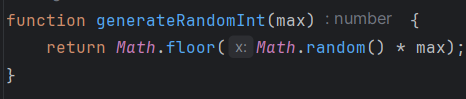 function generateRandomInt(max) : number {
    return Math.floor( x: Math.random() * max);
}